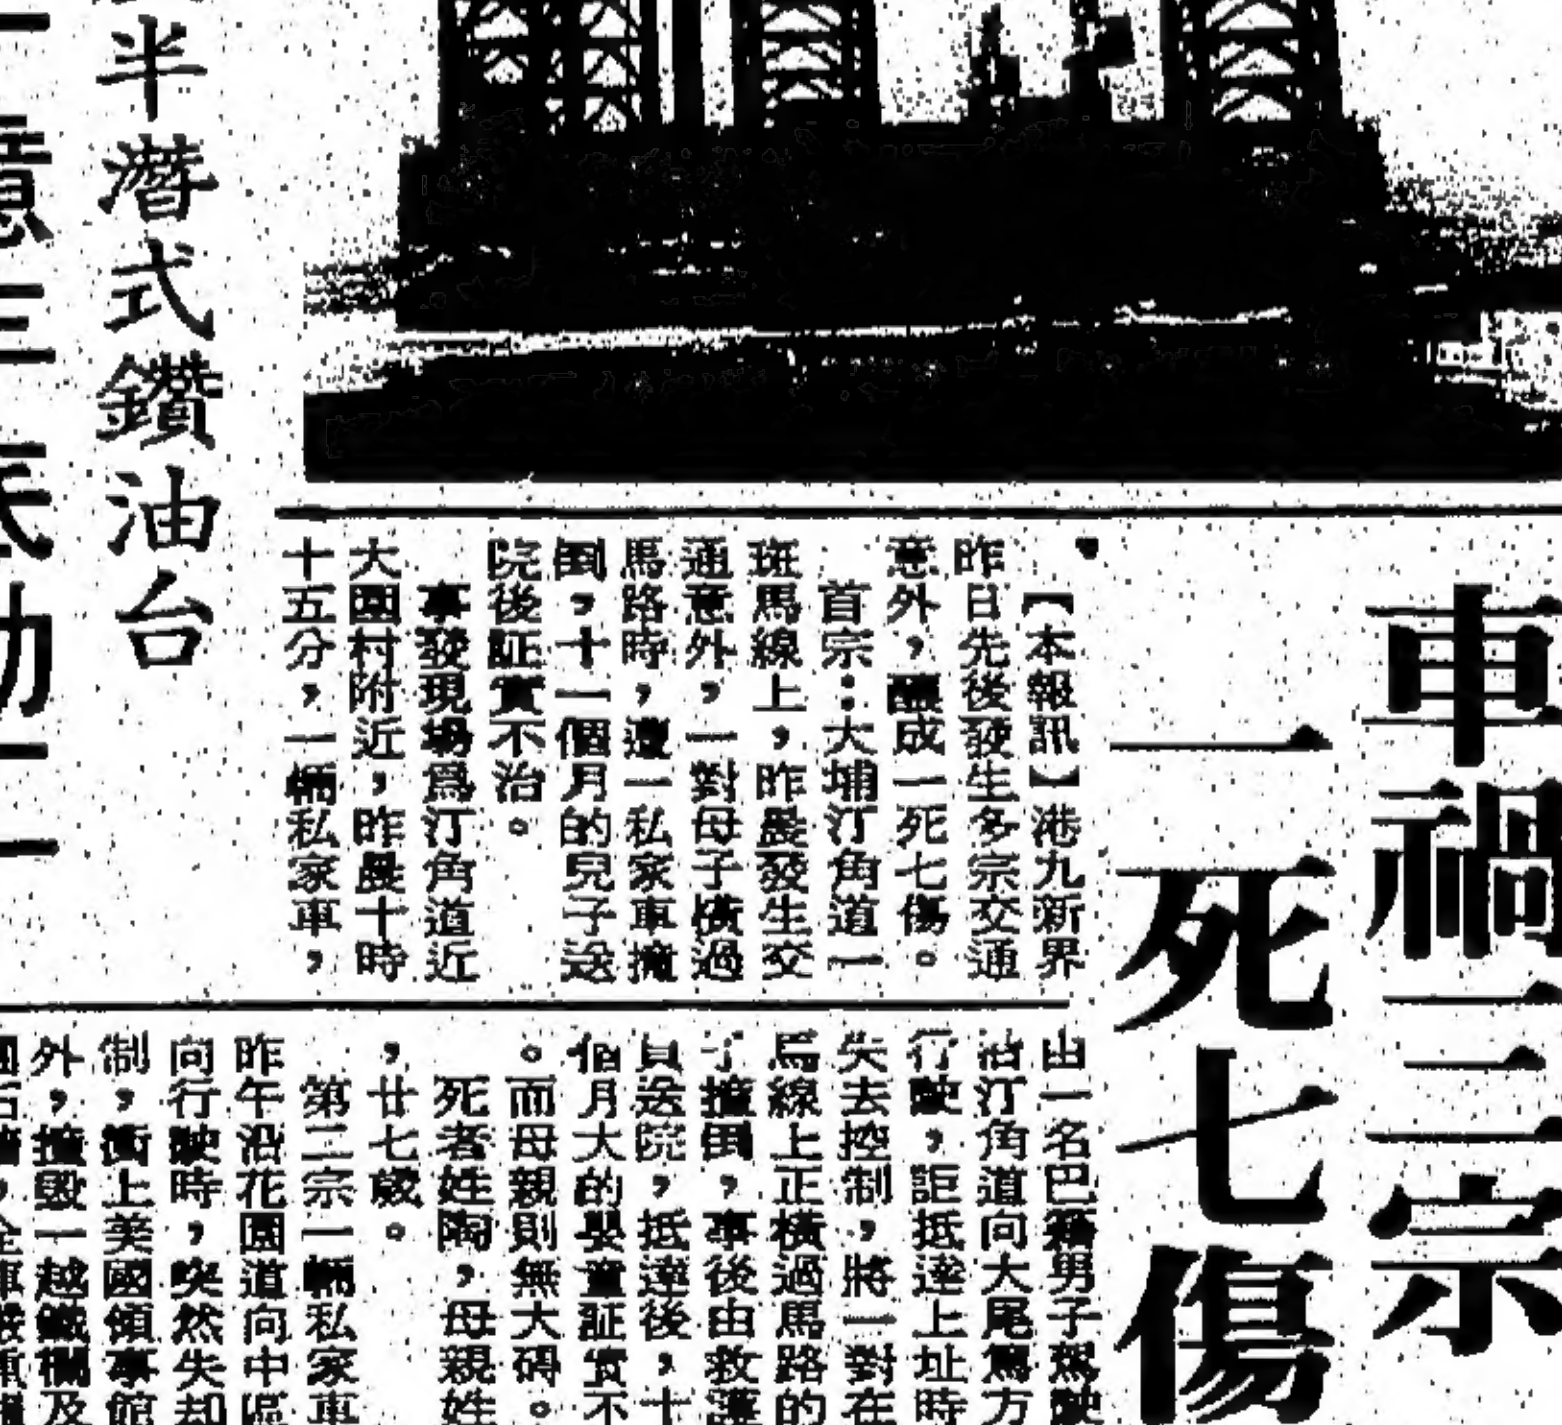 車禍三宗
一死七傷
【本報訊】港九新界
昨日先後發生多宗交通
意外，釀成一死七傷。
首宗：大埔汀角道一
斑馬線上，昨晨發生交
通意外，一對母子橫過
馬路時，遭一私家車撞
倒，十一個月的兒子送
院後証實不治。
事發現場為汀角道近
大園村附近，昨晨十時
十五分，一輛私家車，
由一名巴籍男子駕駛
沿汀角道向大尾篤方
行駛，詎抵達上址時
失去控制，將一對在
馬線上正橫過馬路的
子撞倒，事後由救護
員送院，抵達後，十
個月大的嬰童証實不
。而母親則無大碍。
死者姓陶，母親姓
，廿七歲。
第二宗一輛私家車
昨午沿花園道向中區
向行駛時，突然失却
制，衝上美國領事館
外，撞毀一越鐵欄及
半潛式鑽油台